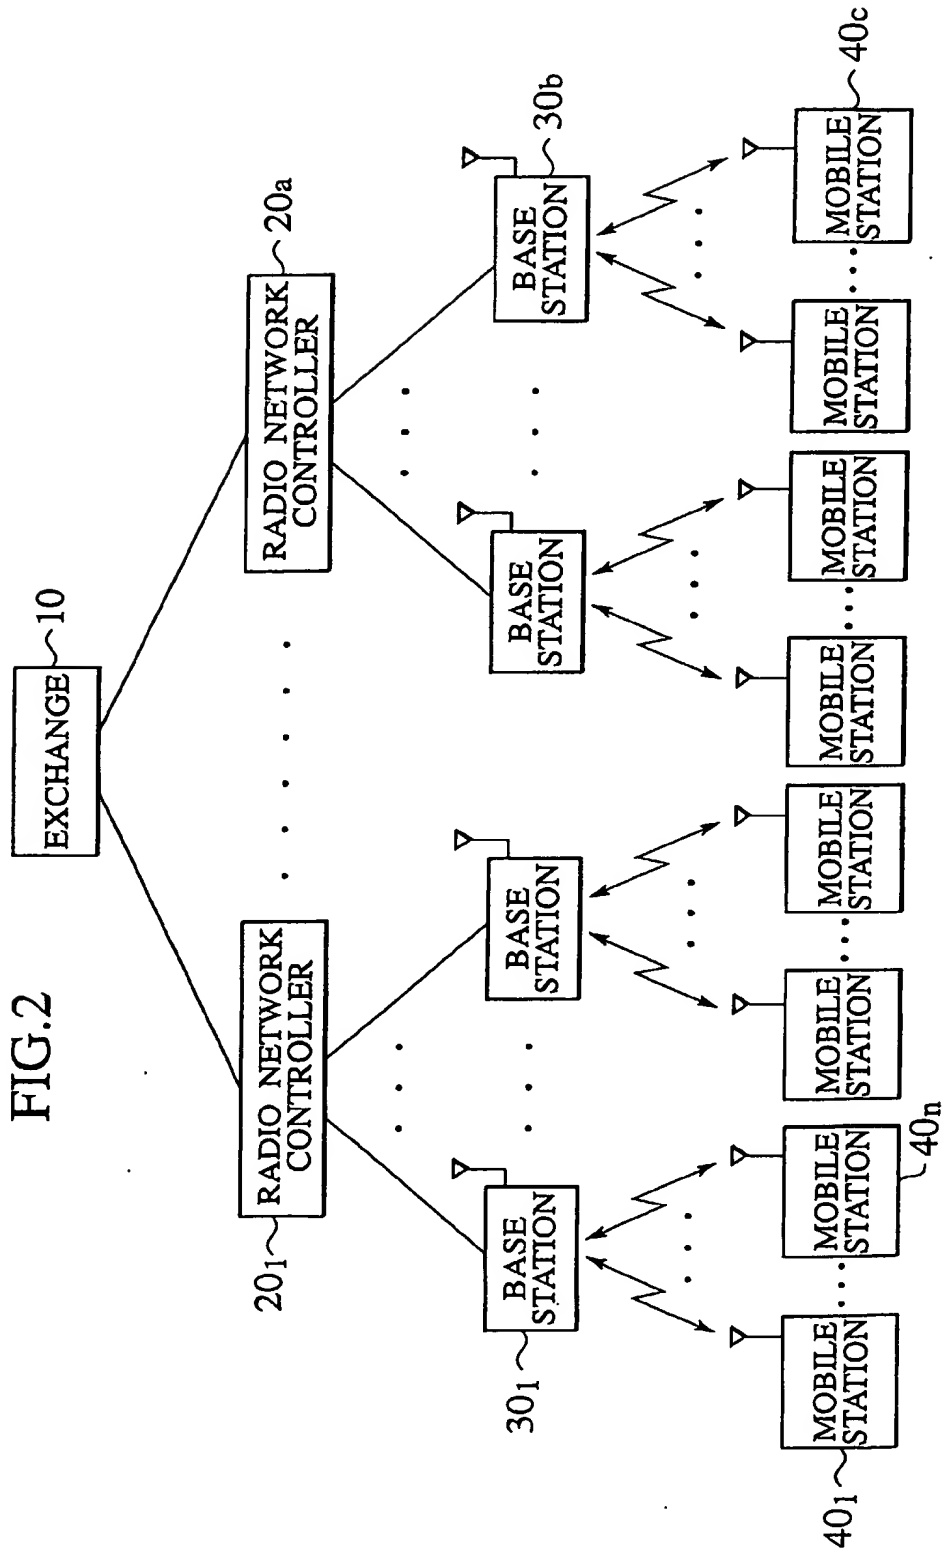 FIG.2
EXCHANGE
10
RADIO NETWORK
CONTROLLER
20₁
RADIO NETWORK
CONTROLLER
20a
BASE
STATION
30₁
BASE
STATION
BASE
STATION
BASE
STATION
30b
MOBILE
STATION
40₁
MOBILE
STATION
40n
MOBILE
STATION
MOBILE
STATION
MOBILE
STATION
MOBILE
STATION
MOBILE
STATION
MOBILE
STATION
40c